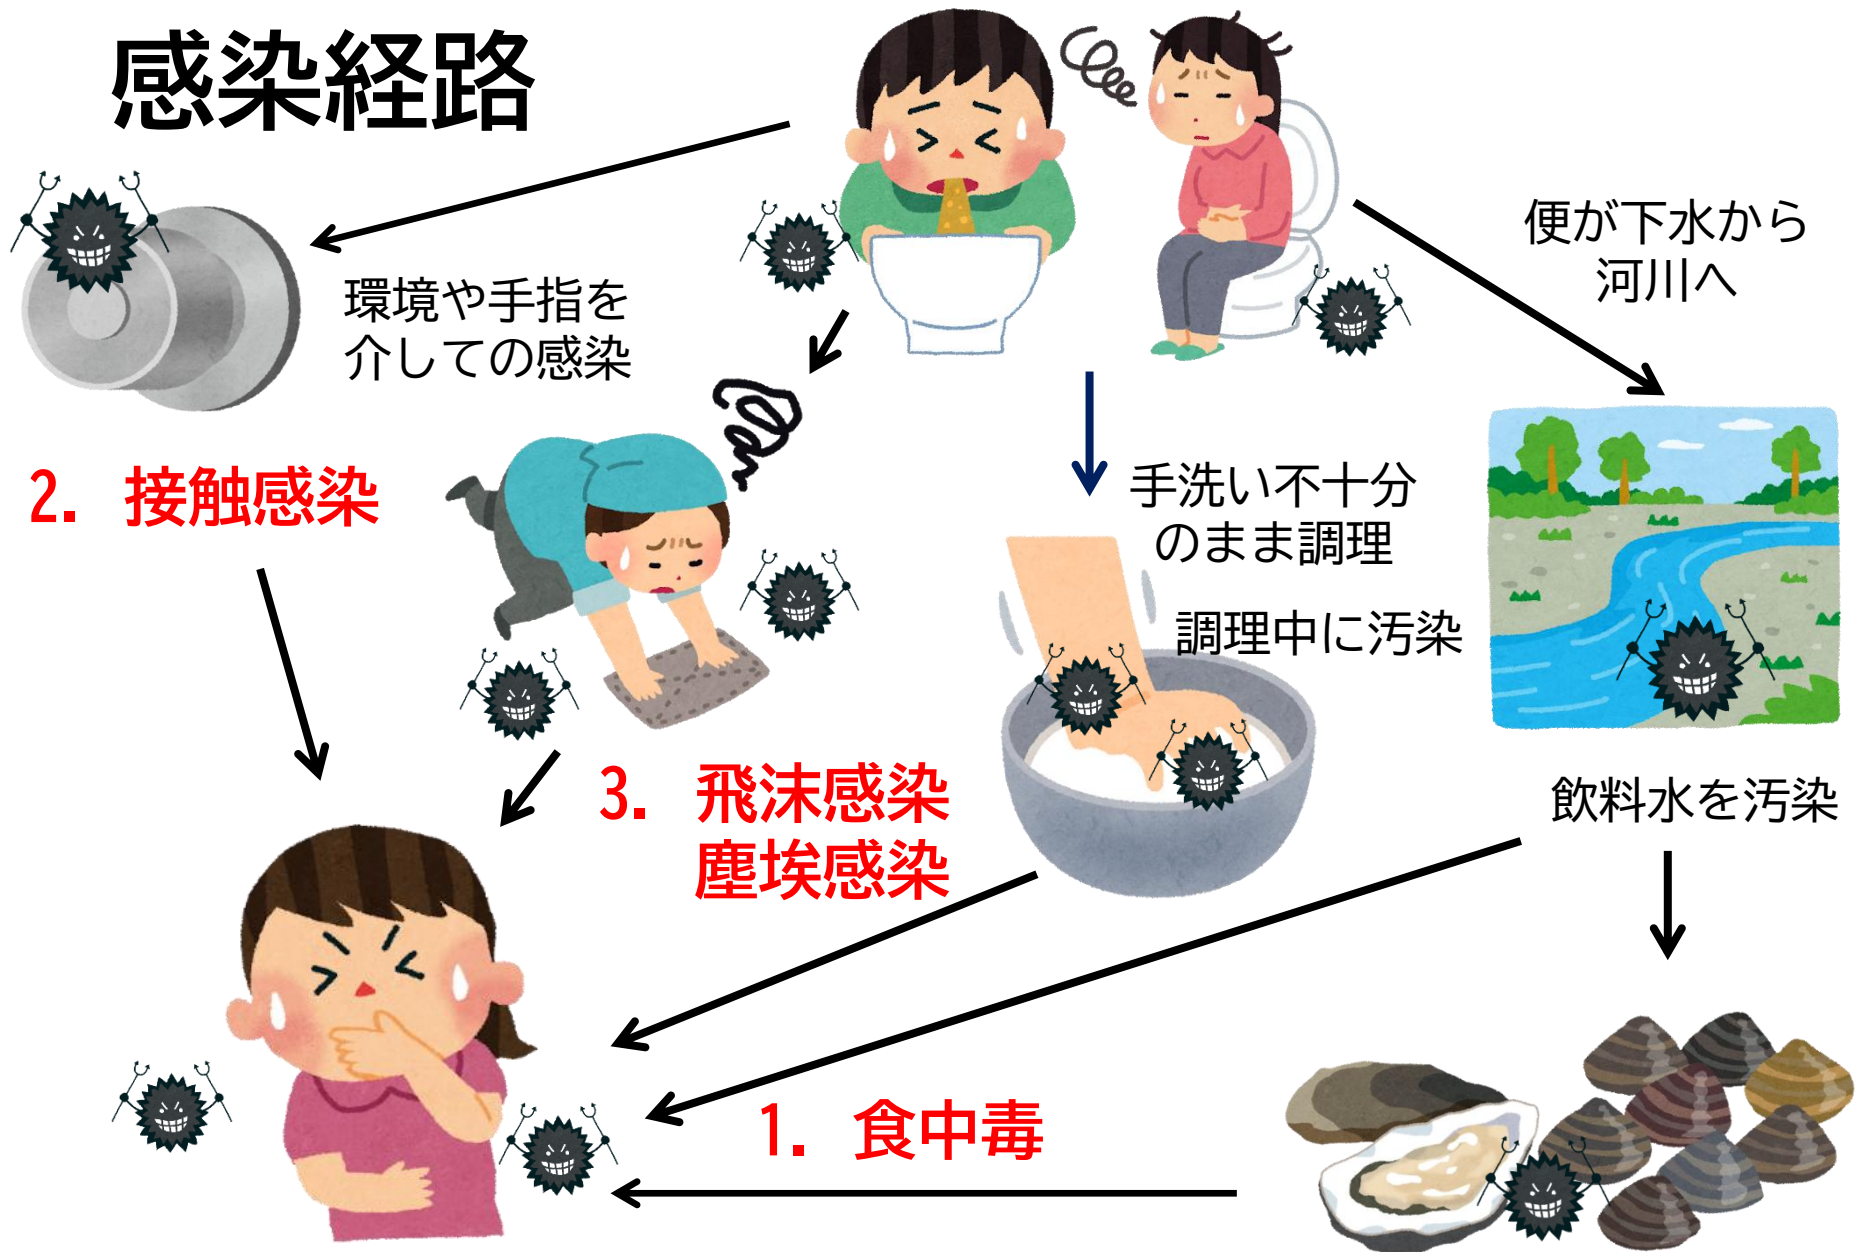 感染経路
便が下水から
河川へ
環境や手指を
介しての感染
2. 接触感染
手洗い不十分
のまま調理
調理中に汚染
3. 飛沫感染
塵埃感染
飲料水を汚染
1. 食中毒